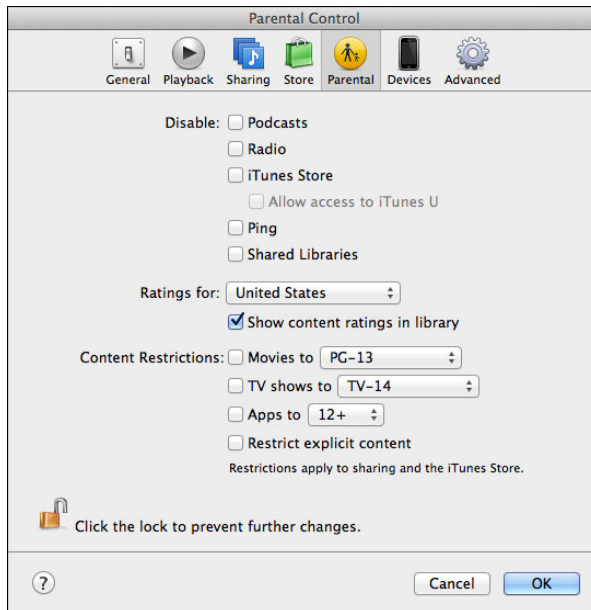 Parental Control
General Playback Sharing Store Parental Devices Advanced
Disable: Podcasts
Radio
iTunes Store
Allow access to iTunes U
Ping
Shared Libraries
Ratings for: United States
Show content ratings in library
Content Restrictions: Movies to PG-13
TV shows to TV-14
Apps to 12+
Restrict explicit content
Restrictions apply to sharing and the iTunes Store.
Click the lock to prevent further changes.
? Cancel OK